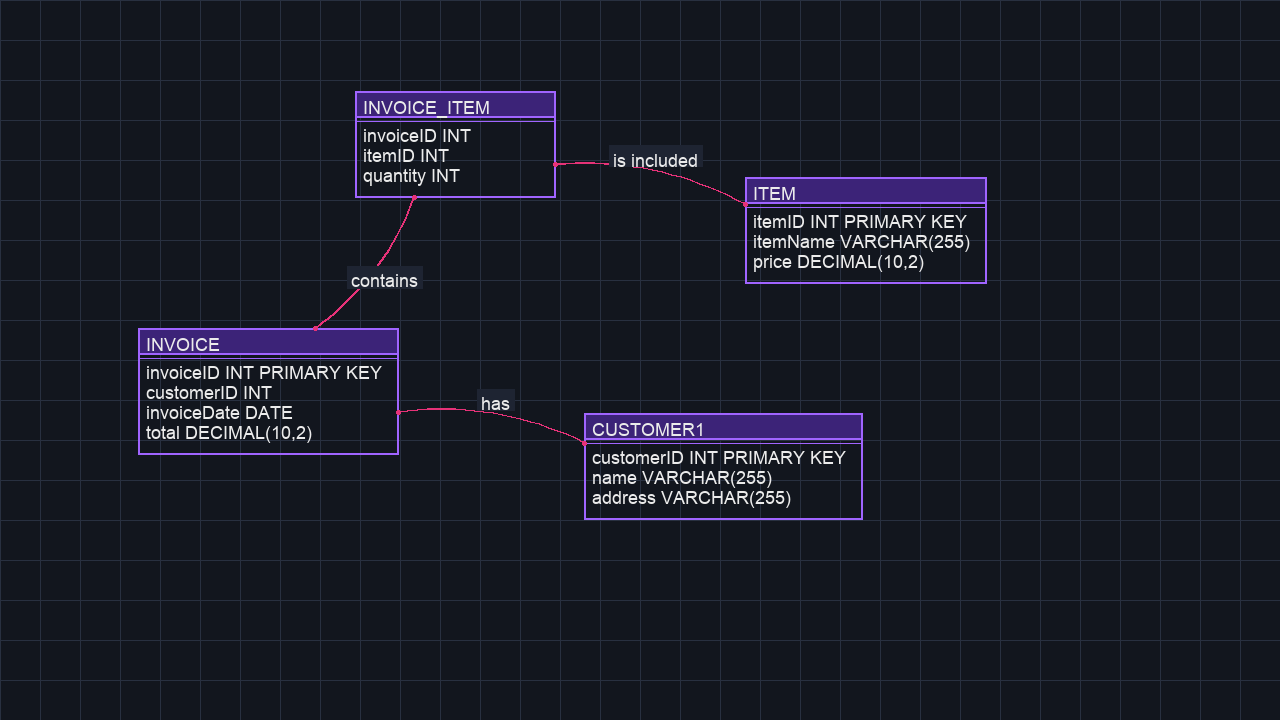 INVOICE_ITEM
invoiceID INT
itemID INT
quantity INT
is included
ITEM
itemID INT PRIMARY KEY
itemName VARCHAR(255)
price DECIMAL(10,2)
contains
INVOICE
invoiceID INT PRIMARY KEY
customerID INT
invoiceDate DATE
total DECIMAL(10,2)
has
CUSTOMER1
customerID INT PRIMARY KEY
name VARCHAR(255)
address VARCHAR(255)